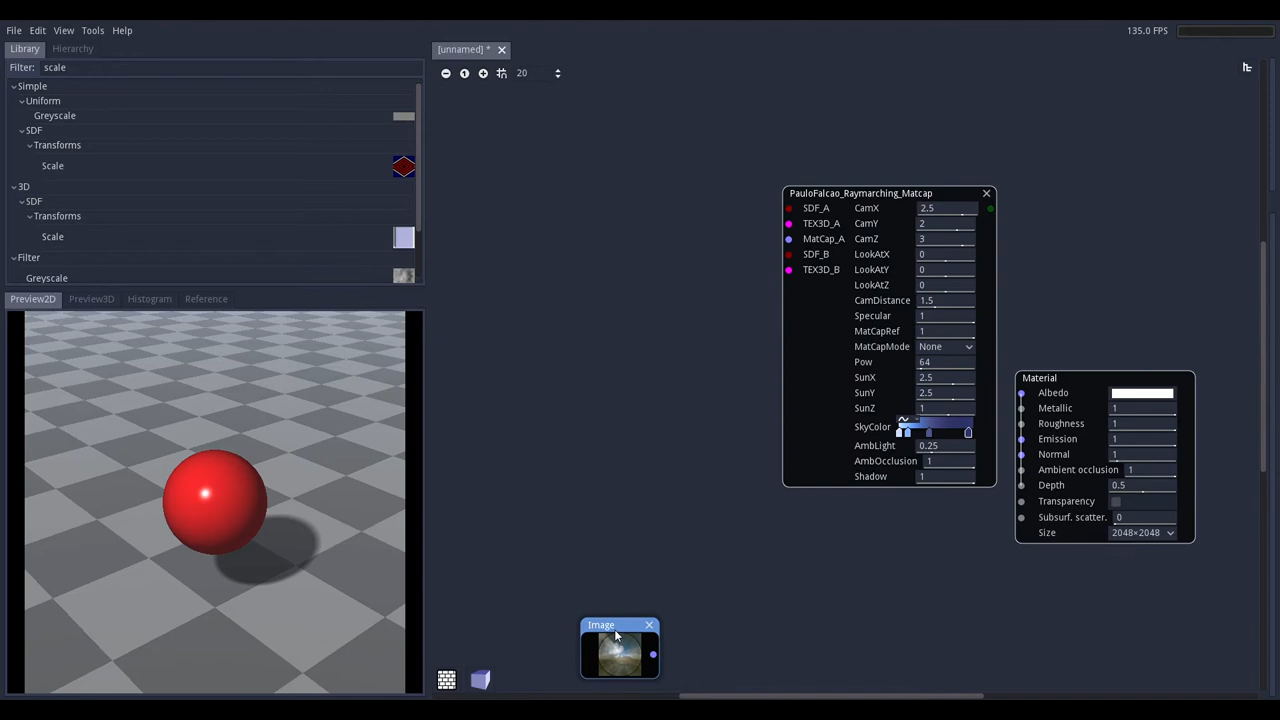 File Edit View Tools Help
135.0 FPS
Library Hierarchy
[unnamed] *
Filter: scale
20
Simple
Uniform
Greyscale
SDF
Transforms
Scale
3D
SDF
Transforms
Scale
Filter
Greyscale
Preview2D Preview3D Histogram Reference
PauloFalcao_Raymarching_Matcap
SDF_A CamX 2.5
TEX3D_A CamY 2
MatCap_A CamZ 3
SDF_B LookAtX 0
TEX3D_B LookAtY 0
LookAtZ 0
CamDistance 1.5
Specular 1
MatCapRef 1
MatCapMode None
Pow 64
SunX 2.5
SunY 2.5
SunZ 1
SkyColor
AmbLight 0.25
AmbOcclusion 1
Shadow 1
Material
Albedo
Metallic 1
Roughness 1
Emission 1
Normal 1
Ambient occlusion 1
Depth 0.5
Transparency
Subsurf. scatter. 0
Size 2048×2048
Image